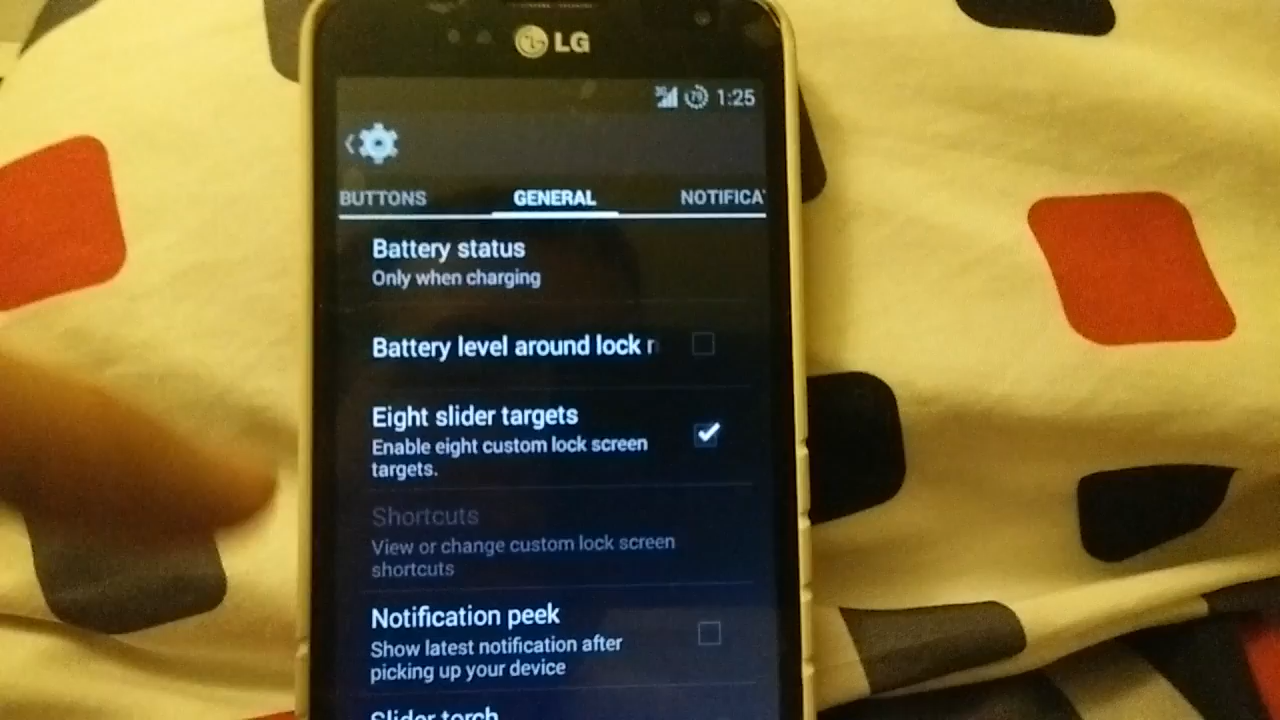 LG
3G 79 1:25
BUTTONS GENERAL NOTIFICA
Battery status
Only when charging
Battery level around lock r
Eight slider targets
Enable eight custom lock screen
targets.
Shortcuts
View or change custom lock screen
shortcuts
Notification peek
Show latest notification after
picking up your device
Slider torch